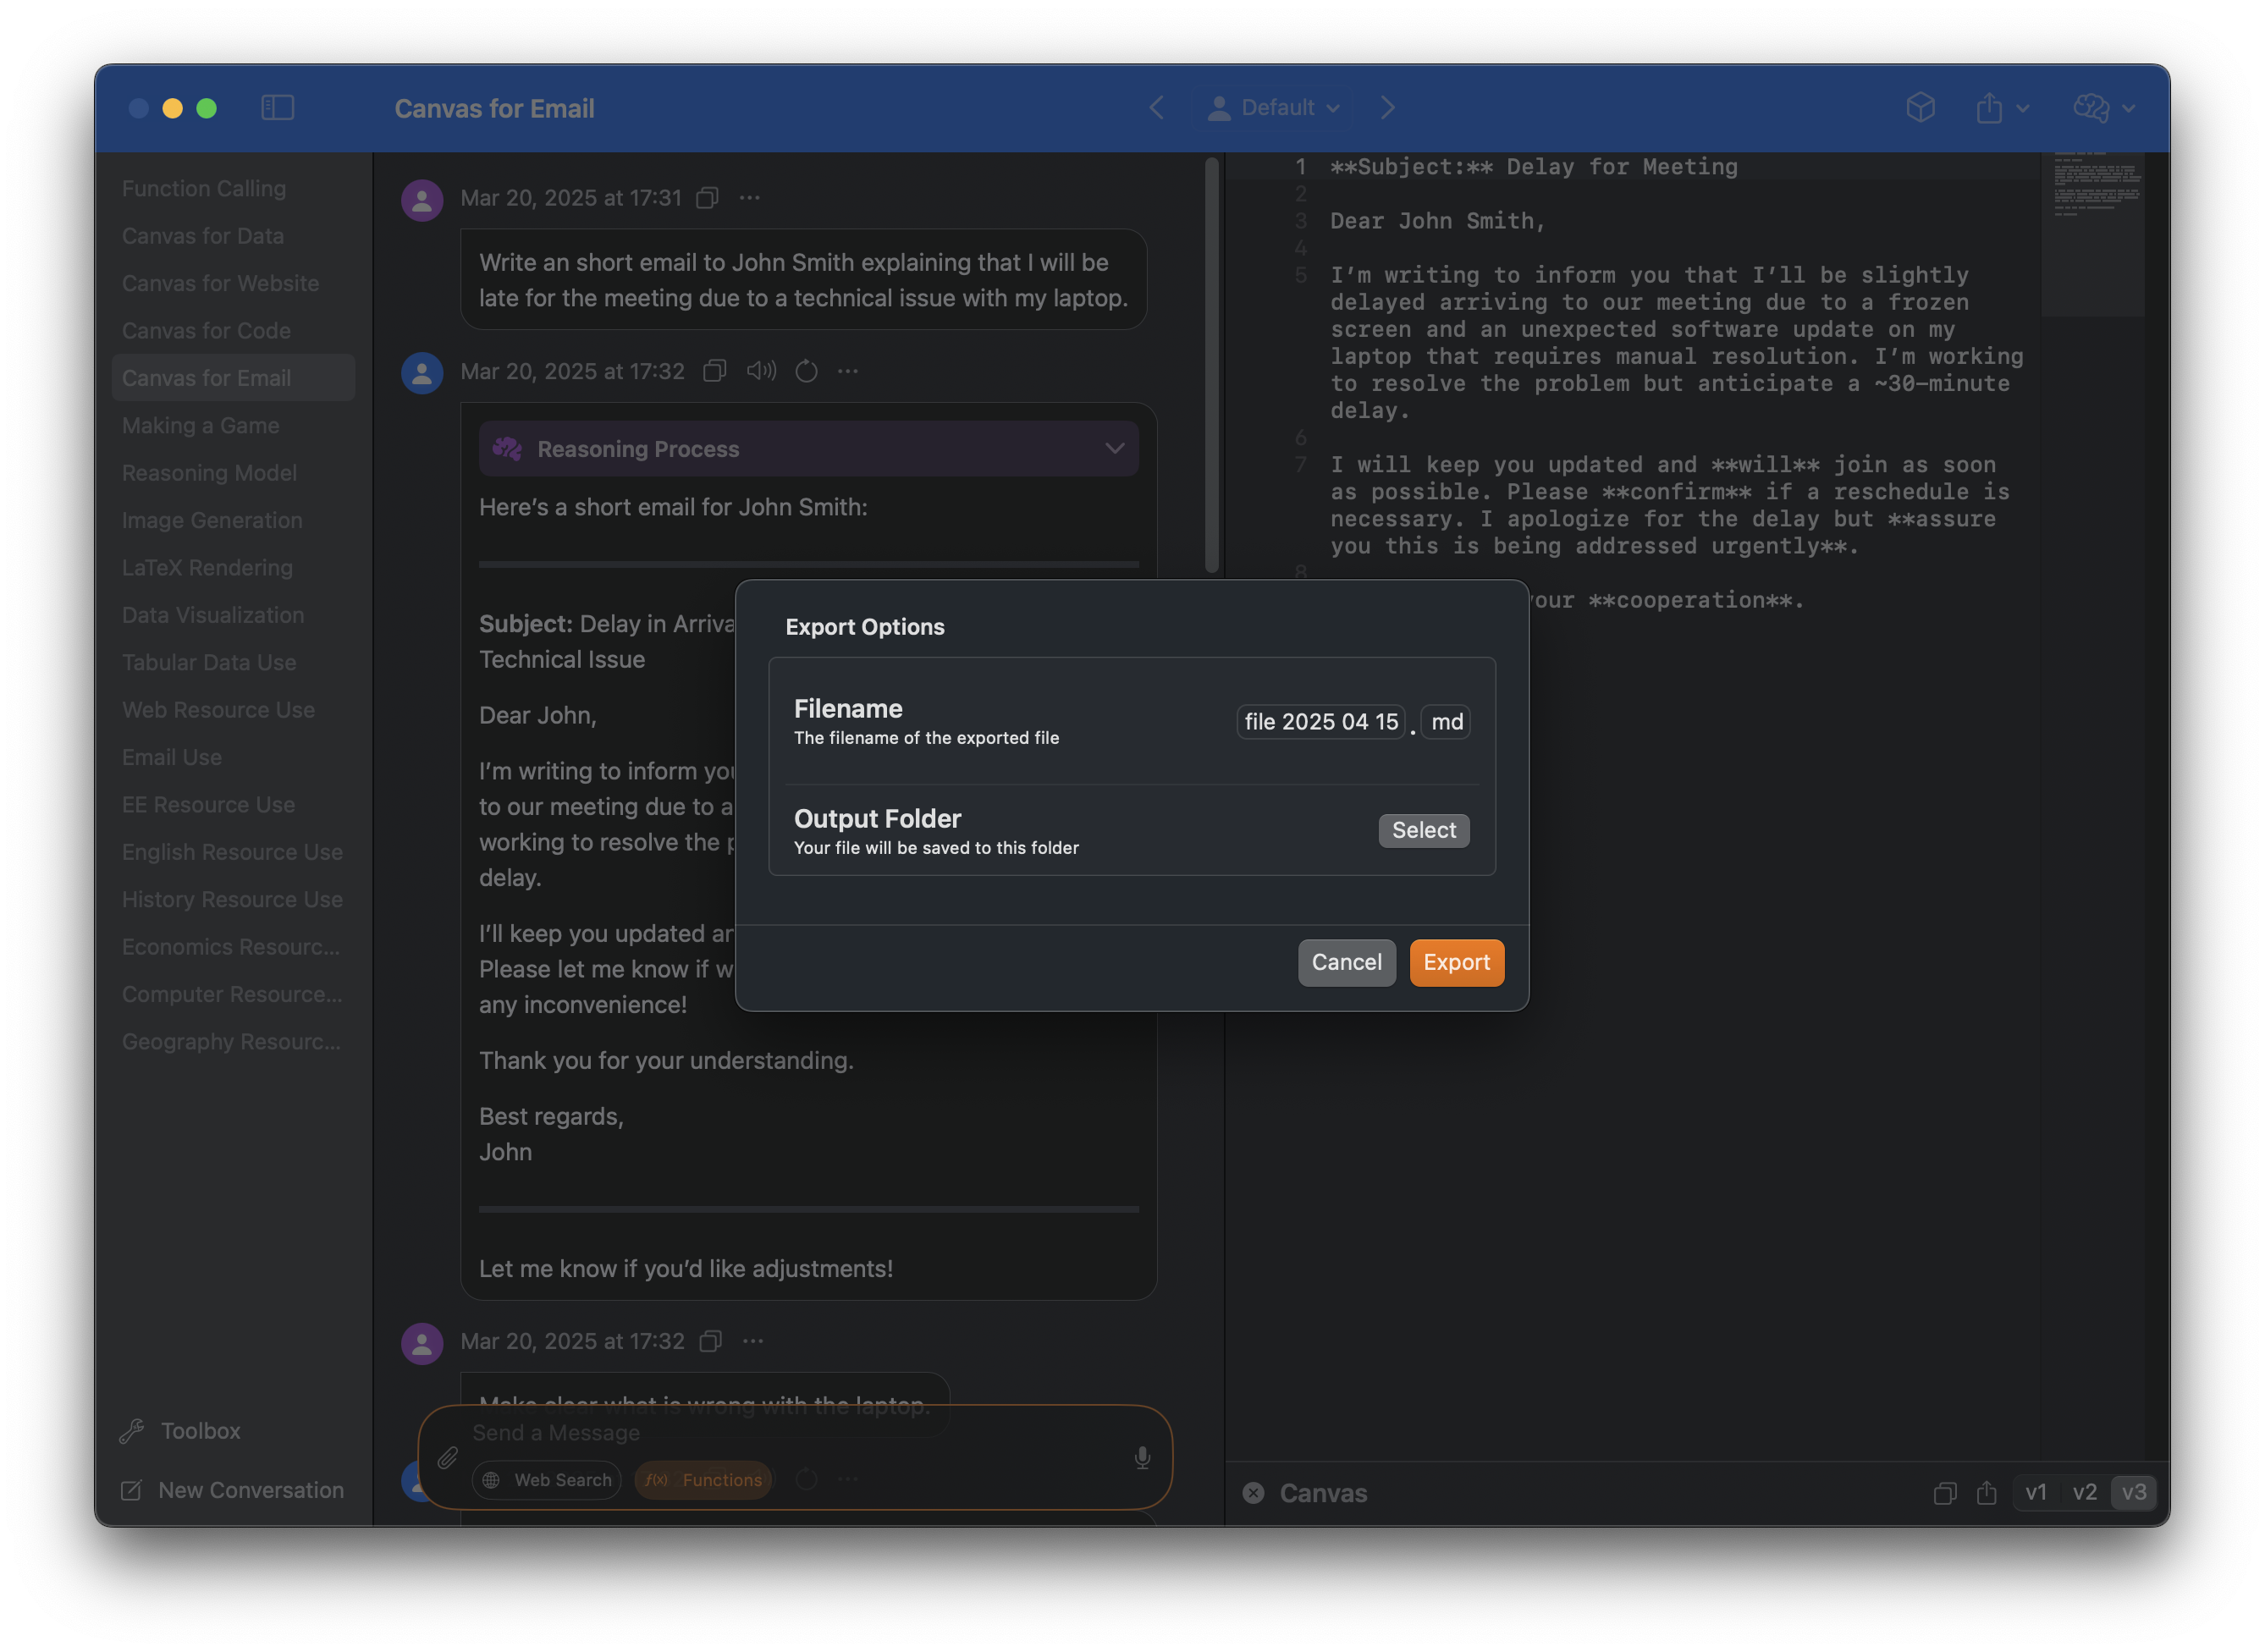 Canvas for Email
Default
Function Calling
Canvas for Data
Canvas for Website
Canvas for Code
Canvas for Email
Making a Game
Reasoning Model
Image Generation
LaTeX Rendering
Data Visualization
Tabular Data Use
Web Resource Use
Email Use
EE Resource Use
English Resource Use
History Resource Use
Economics Resourc...
Computer Resource...
Geography Resourc...
Toolbox
New Conversation
Mar 20, 2025 at 17:31
Write an short email to John Smith explaining that I will be
late for the meeting due to a technical issue with my laptop.
Mar 20, 2025 at 17:32
Reasoning Process
Here’s a short email for John Smith:
Subject: Delay in Arriva
Technical Issue
Dear John,
I’m writing to inform you
to our meeting due to a
working to resolve the p
delay.
I’ll keep you updated an
Please let me know if w
any inconvenience!
Thank you for your understanding.
Best regards,
John
Let me know if you’d like adjustments!
Mar 20, 2025 at 17:32
Make clear what is wrong with the laptop.
Send a Message
Web Search
f(x) Functions
Export Options
Filename
The filename of the exported file
file 2025 04 15 . md
Output Folder
Your file will be saved to this folder
Select
Cancel
Export
1 **Subject:** Delay for Meeting
2
3 Dear John Smith,
4
5 I’m writing to inform you that I’ll be slightly
delayed arriving to our meeting due to a frozen
screen and an unexpected software update on my
laptop that requires manual resolution. I’m working
to resolve the problem but anticipate a ~30–minute
delay.
6
7 I will keep you updated and **will** join as soon
as possible. Please **confirm** if a reschedule is
necessary. I apologize for the delay but **assure
you this is being addressed urgently**.
8
our **cooperation**.
Canvas
v1 v2 v3